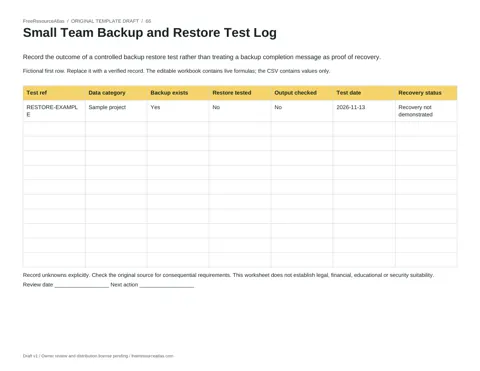 FreeResourceAtlas / ORIGINAL TEMPLATE DRAFT / 65
Small Team Backup and Restore Test Log
Record the outcome of a controlled backup restore test rather than treating a backup completion message as proof of recovery.
Fictional first row. Replace it with a verified record. The editable workbook contains live formulas; the CSV contains values only.
Test ref Data category Backup exists Restore tested Output checked Test date Recovery status
RESTORE-EXAMPL Sample project Yes No No 2026-11-13 Recovery not
E demonstrated
Record unknowns explicitly. Check the original source for consequential requirements. This worksheet does not establish legal, financial, educational or security suitability.
Review date __________________ Next action __________________
Draft v1 / Owner review and distribution license pending / freeresourceatlas.com